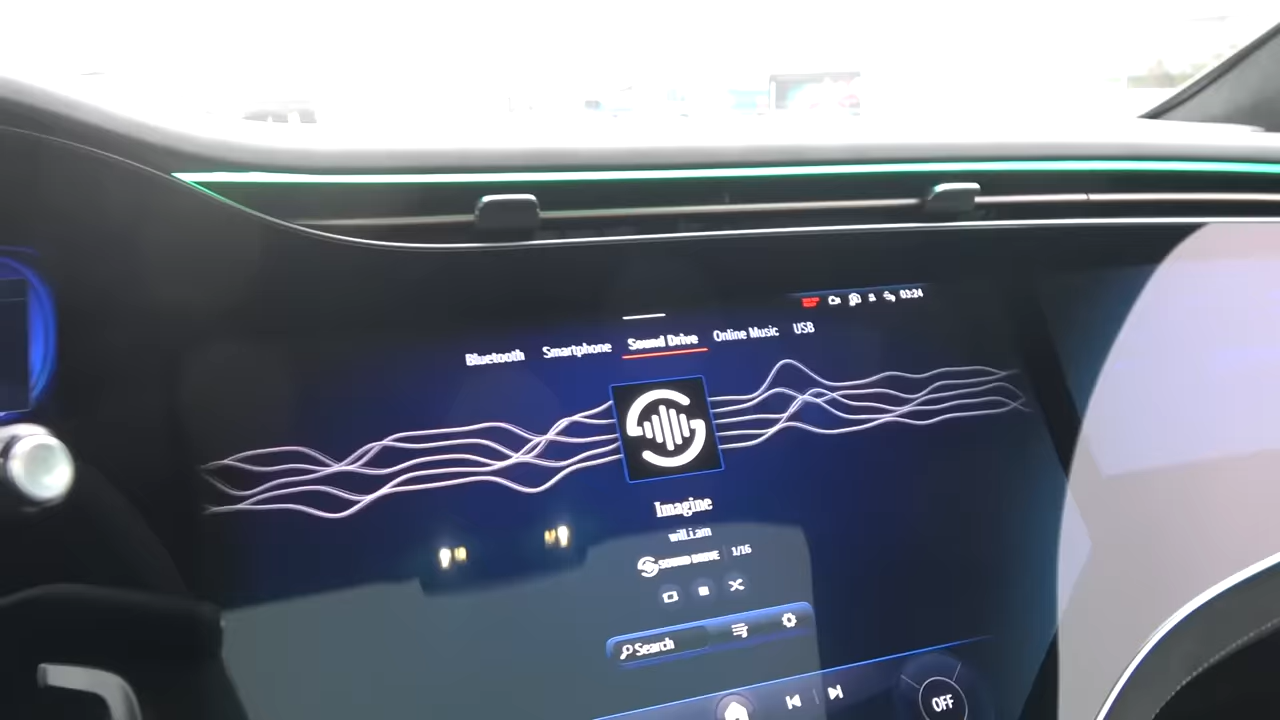 03:24
Bluetooth Smartphone Sound Drive Online Music USB
Imagine
will.i.am
SOUND DRIVE 1/16
Search
OFF